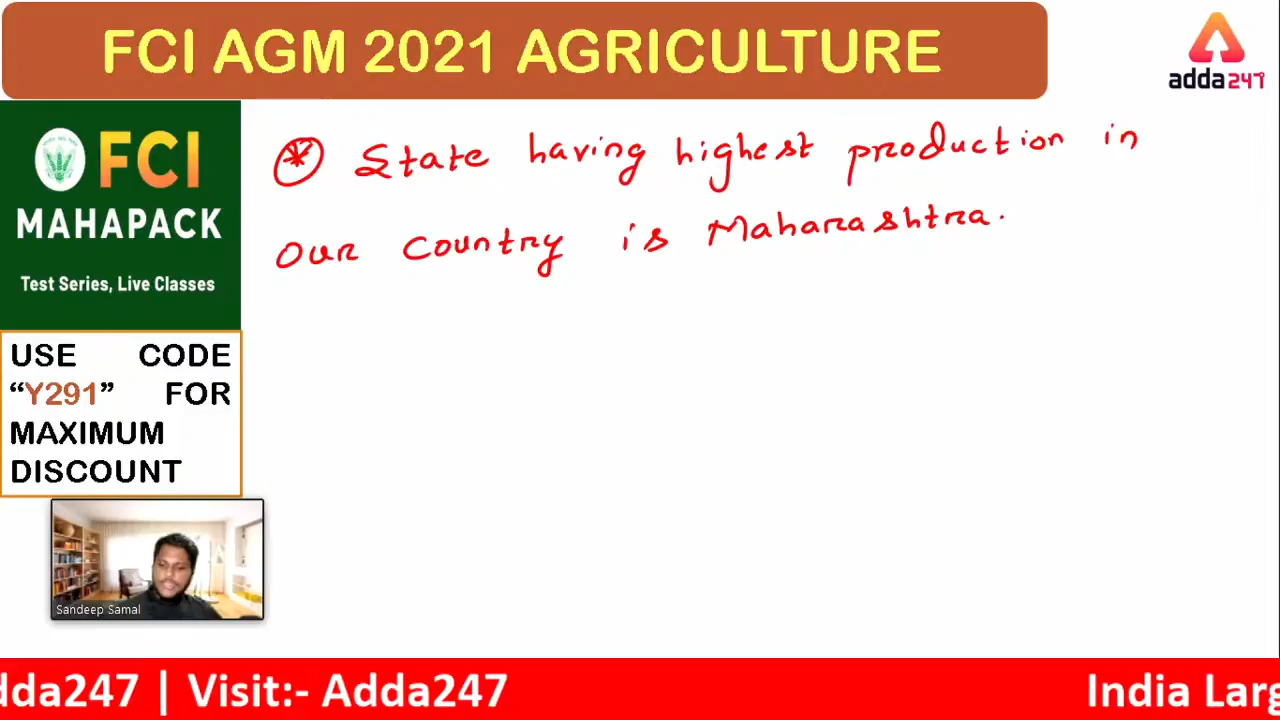 FCI AGM 2021 AGRICULTURE
adda247
FCI
MAHAPACK
Test Series, Live Classes
USE CODE
“Y291” FOR
MAXIMUM
DISCOUNT
State having highest production in
our country is Maharashtra.
Sandeep Samal
dda247 | Visit:- Adda247
India Larg